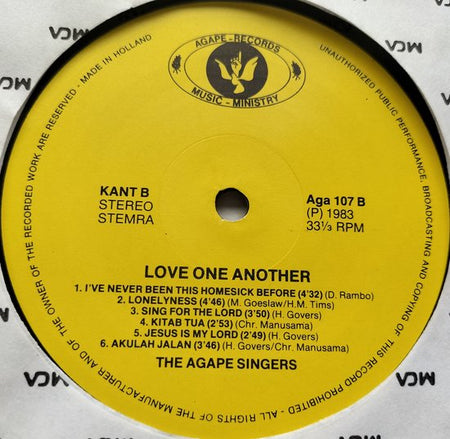 AGAPE-RECORDS
MUSIC - MINISTRY
KANT B
STEREO
STEMRA
Aga 107 B
(P) 1983
33⅓ RPM
LOVE ONE ANOTHER
1. I'VE NEVER BEEN THIS HOMESICK BEFORE (4'32) (D. Rambo)
2. LONELYNESS (4'46) (M. Goeslaw/H.M. Tims)
3. SING FOR THE LORD (3'50) (H. Govers)
4. KITAB TUA (2'53) (Chr. Manusama)
5. JESUS IS MY LORD (2'49) (H. Govers)
6. AKULAH JALAN (3'46) (H. Govers/Chr. Manusama)
THE AGAPE SINGERS
ALL RIGHTS OF THE MANUFACTURER AND OF THE OWNER OF THE RECORDED WORK ARE RESERVED - MADE IN HOLLAND
UNAUTHORIZED PUBLIC PERFORMANCE, BROADCASTING AND COPYING OF THIS RECORD PROHIBITED -
MCA
MCA
MCA
MCA
MCA
MCA
MCA
MCA